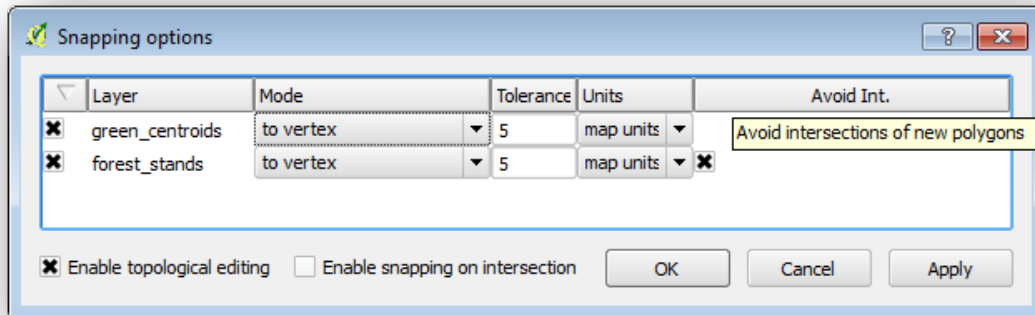 Snapping options
Layer Mode Tolerance Units Avoid Int.
green_centroids to vertex 5 map units
Avoid intersections of new polygons
forest_stands to vertex 5 map units
Enable topological editing Enable snapping on intersection OK Cancel Apply